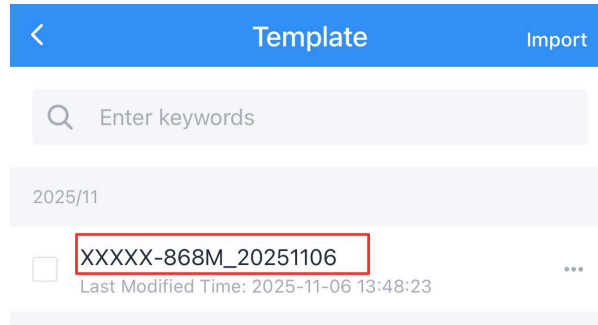 Template
Import
Enter keywords
2025/11
XXXXX-868M_20251106
Last Modified Time: 2025-11-06 13:48:23